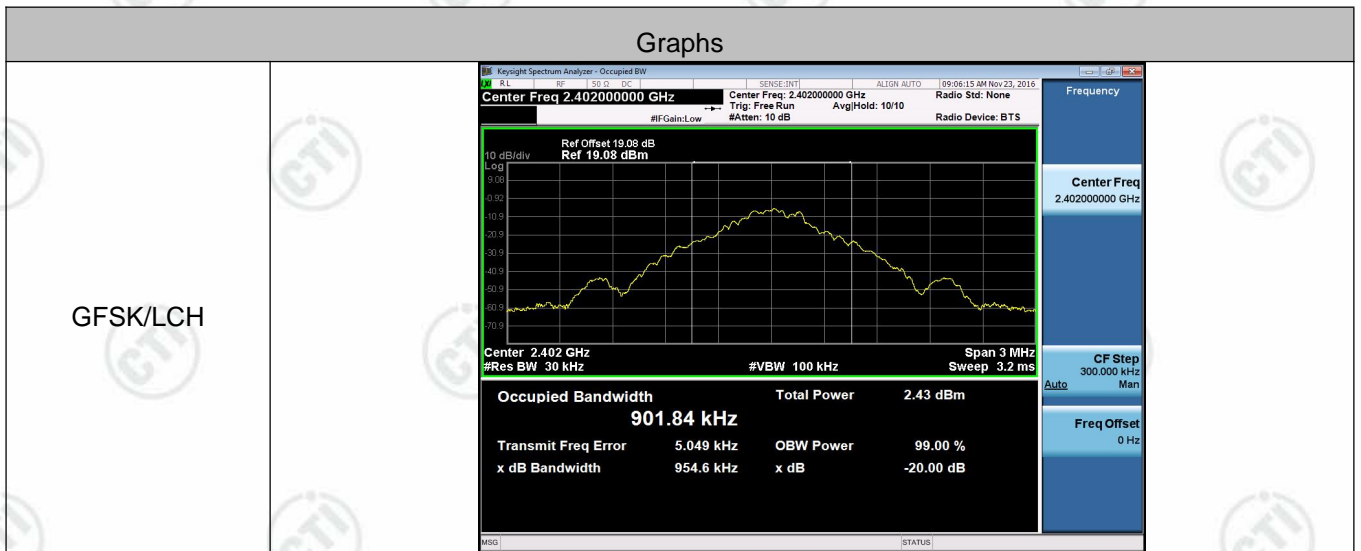 Graphs
GFSK/LCH
Keysight Spectrum Analyzer - Occupied BW
RL RF 50 Ω DC SENSE:INT ALIGN AUTO 09:06:15 AM Nov 23, 2016
Center Freq 2.402000000 GHz
Center Freq: 2.402000000 GHz Radio Std: None
Trig: Free Run Avg|Hold: 10/10
#IFGain:Low #Atten: 10 dB Radio Device: BTS
Ref Offset 19.08 dB
10 dB/div Ref 19.08 dBm
Log
9.08
-0.92
-10.9
-20.9
-30.9
-40.9
-50.9
-60.9
-70.9
Center 2.402 GHz Span 3 MHz
#Res BW 30 kHz #VBW 100 kHz Sweep 3.2 ms
Occupied Bandwidth Total Power 2.43 dBm
901.84 kHz
Transmit Freq Error 5.049 kHz OBW Power 99.00 %
x dB Bandwidth 954.6 kHz x dB -20.00 dB
MSG STATUS
Frequency
Center Freq
2.402000000 GHz
CF Step
300.000 kHz
Auto Man
Freq Offset
0 Hz
CTI
CTI
CTI
CTI
CTI
CTI
CTI